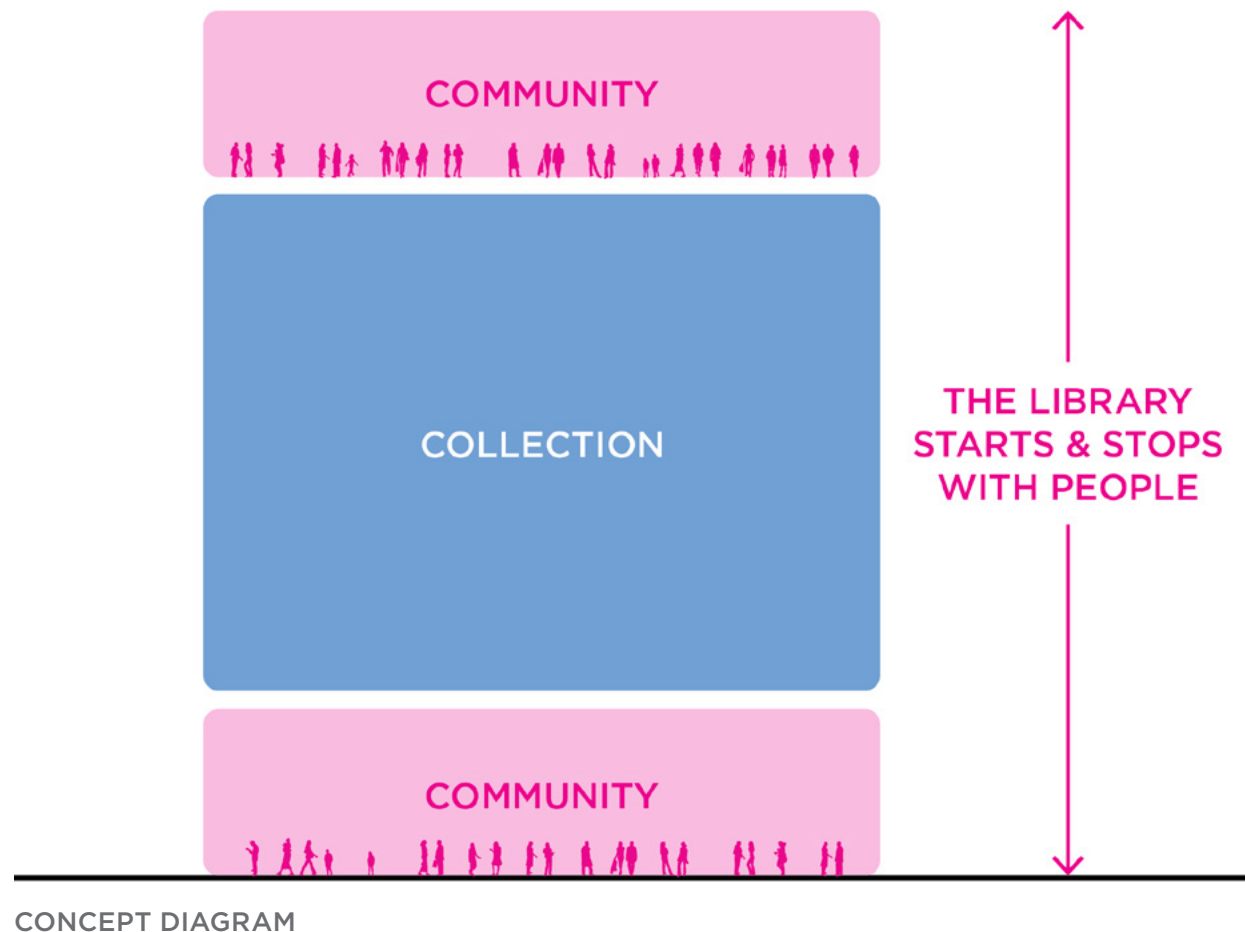 COMMUNITY
COLLECTION
THE LIBRARY
STARTS & STOPS
WITH PEOPLE
COMMUNITY
CONCEPT DIAGRAM